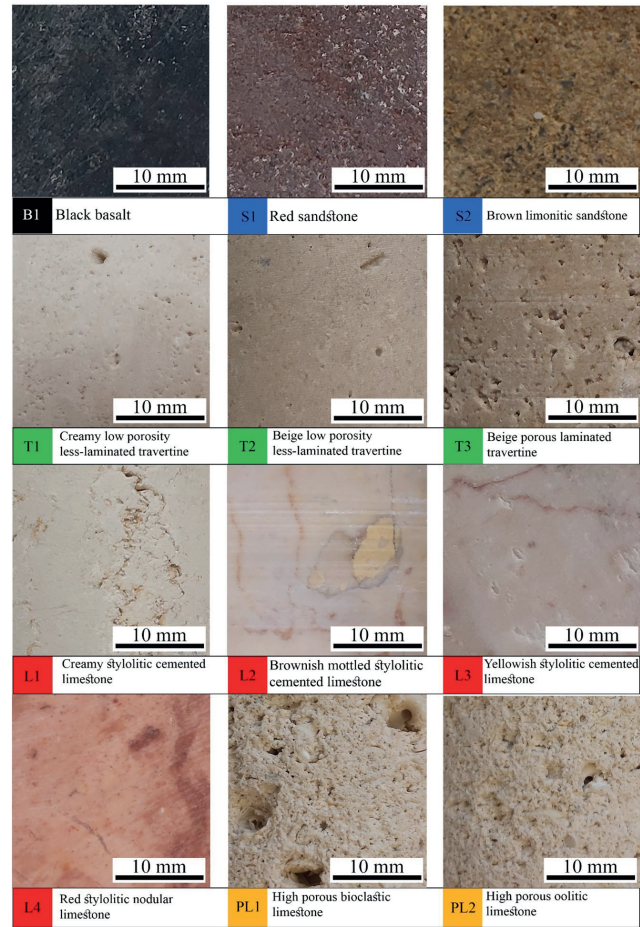 10 mm
10 mm
10 mm
B1 Black basalt
S1 Red sandstone
S2 Brown limonitic sandstone
10 mm
10 mm
10 mm
T1 Creamy low porosity
less-laminated travertine
T2 Beige low porosity
less-laminated travertine
T3 Beige porous laminated
travertine
10 mm
10 mm
10 mm
L1 Creamy stylolitic cemented
limestone
L2 Brownish mottled stylolitic
cemented limestone
L3 Yellowish stylolitic cemented
limestone
10 mm
10 mm
10 mm
L4 Red stylolitic nodular
limestone
PL1 High porous bioclastic
limestone
PL2 High porous oolitic
limestone